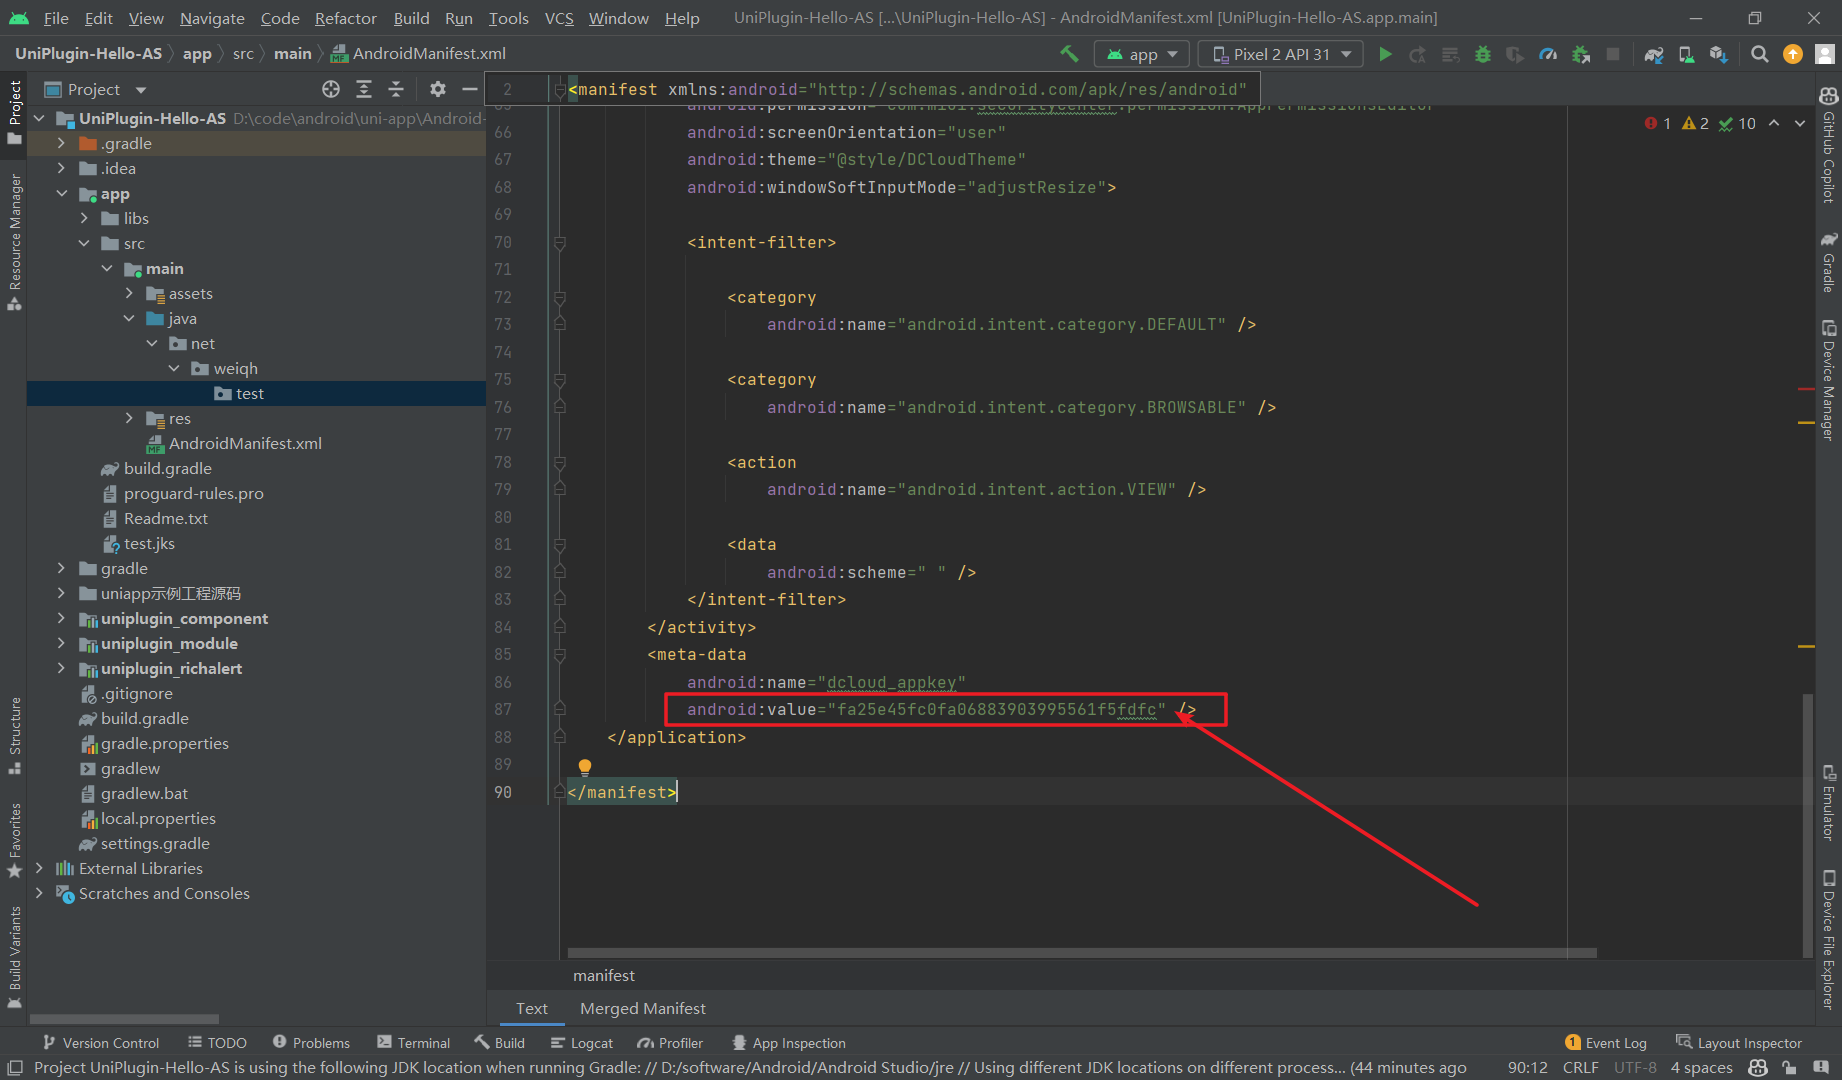 File Edit View Navigate Code Refactor Build Run Tools VCS Window Help UniPlugin-Hello-AS [...\UniPlugin-Hello-AS] - AndroidManifest.xml [UniPlugin-Hello-AS.app.main]
UniPlugin-Hello-AS app src main AndroidManifest.xml app Pixel 2 API 31
Project
Project
Resource Manager
Structure
Favorites
Build Variants
UniPlugin-Hello-AS D:\code\android\uni-app\Android-
.gradle
.idea
app
libs
src
main
assets
java
net
weiqh
test
res
AndroidManifest.xml
build.gradle
proguard-rules.pro
Readme.txt
test.jks
gradle
uniapp示例工程源码
uniplugin_component
uniplugin_module
uniplugin_richalert
.gitignore
build.gradle
gradle.properties
gradlew
gradlew.bat
local.properties
settings.gradle
External Libraries
Scratches and Consoles
2 <manifest xmlns:android="http://schemas.android.com/apk/res/android"
65 android:permission="com.miui.securitycenter.permission.AppPermissionsEditor"
1 2 10
66 android:screenOrientation="user"
67 android:theme="@style/DCloudTheme"
68 android:windowSoftInputMode="adjustResize">
69
70 <intent-filter>
71
72 <category
73 android:name="android.intent.category.DEFAULT" />
74
75 <category
76 android:name="android.intent.category.BROWSABLE" />
77
78 <action
79 android:name="android.intent.action.VIEW" />
80
81 <data
82 android:scheme=" " />
83 </intent-filter>
84 </activity>
85 <meta-data
86 android:name="dcloud_appkey"
87 android:value="fa25e45fc0fa06883903995561f5fdfc" />
88 </application>
89
90 </manifest>
manifest
Text Merged Manifest
GitHub Copilot
Gradle
Device Manager
Emulator
Device File Explorer
Version Control TODO Problems Terminal Build Logcat Profiler App Inspection 1 Event Log Layout Inspector
Project UniPlugin-Hello-AS is using the following JDK location when running Gradle: // D:/software/Android/Android Studio/jre // Using different JDK locations on different process... (44 minutes ago 90:12 CRLF UTF-8 4 spaces